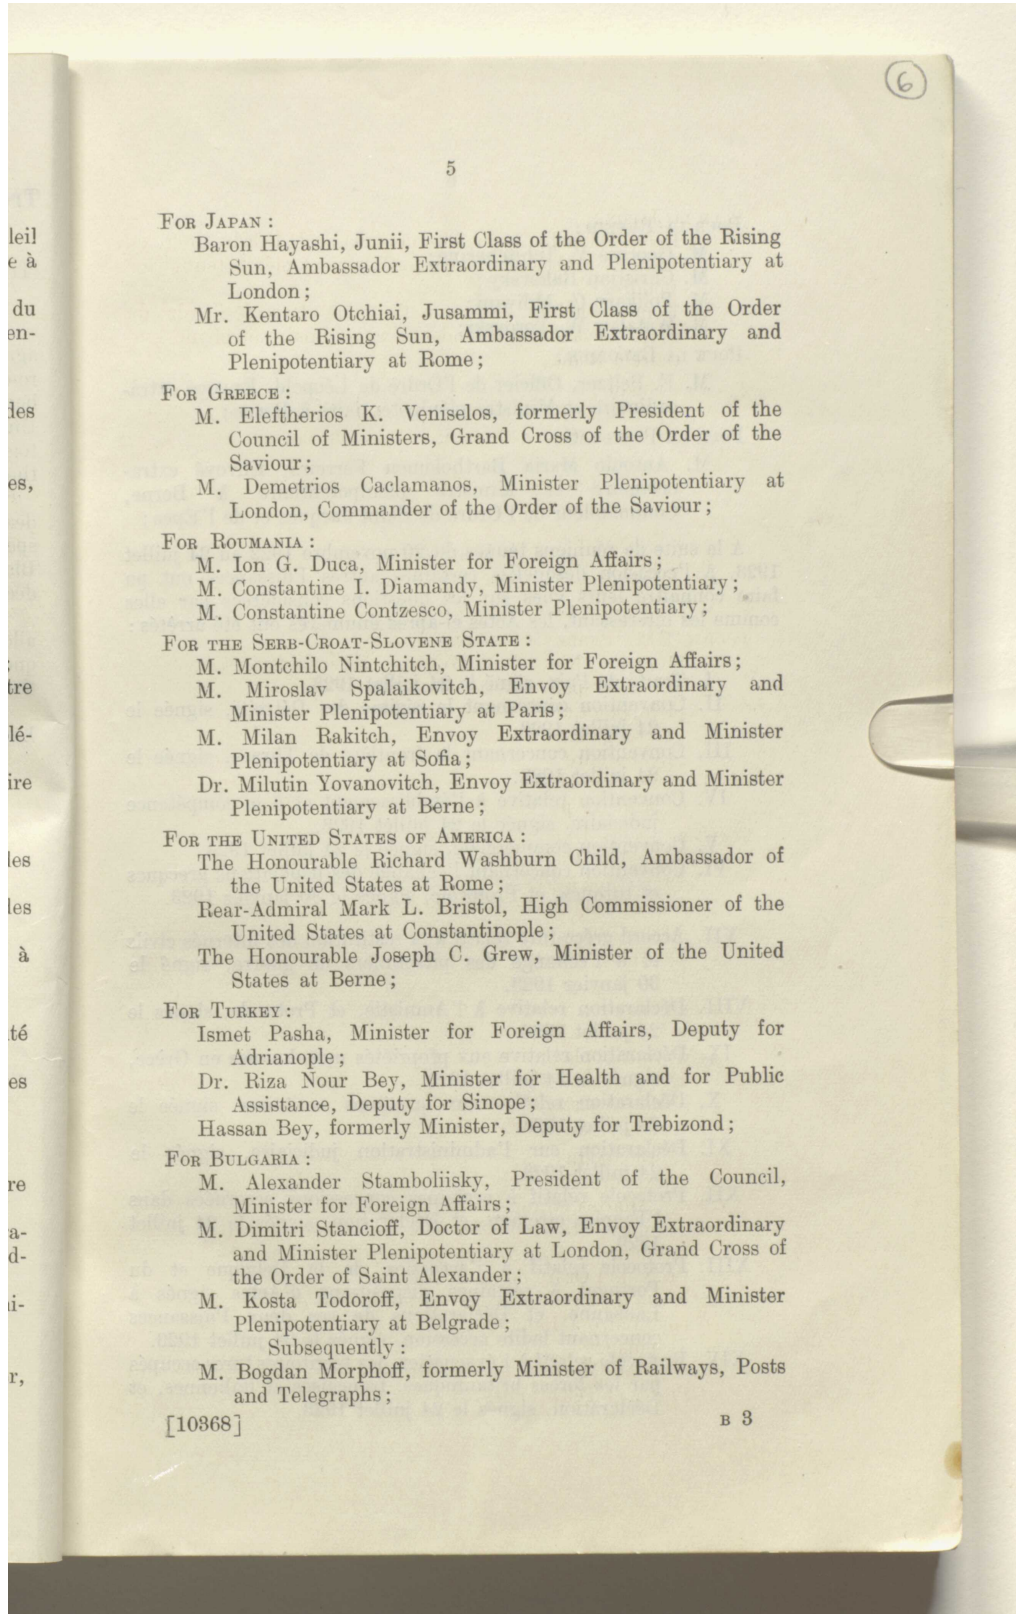 6
5
FOR JAPAN :
Baron Hayashi, Junii, First Class of the Order of the Rising
Sun, Ambassador Extraordinary and Plenipotentiary at
London ;
Mr. Kentaro Otchiai, Jusammi, First Class of the Order
of the Rising Sun, Ambassador Extraordinary and
Plenipotentiary at Rome ;
FOR GREECE :
M. Eleftherios K. Veniselos, formerly President of the
Council of Ministers, Grand Cross of the Order of the
Saviour ;
M. Demetrios Caclamanos, Minister Plenipotentiary at
London, Commander of the Order of the Saviour ;
FOR ROUMANIA :
M. Ion G. Duca, Minister for Foreign Affairs ;
M. Constantine I. Diamandy, Minister Plenipotentiary ;
M. Constantine Contzesco, Minister Plenipotentiary ;
FOR THE SERB-CROAT-SLOVENE STATE :
M. Montchilo Nintchitch, Minister for Foreign Affairs ;
M. Miroslav Spalaikovitch, Envoy Extraordinary and
Minister Plenipotentiary at Paris ;
M. Milan Rakitch, Envoy Extraordinary and Minister
Plenipotentiary at Sofia ;
Dr. Milutin Yovanovitch, Envoy Extraordinary and Minister
Plenipotentiary at Berne ;
FOR THE UNITED STATES OF AMERICA :
The Honourable Richard Washburn Child, Ambassador of
the United States at Rome ;
Rear-Admiral Mark L. Bristol, High Commissioner of the
United States at Constantinople ;
The Honourable Joseph C. Grew, Minister of the United
States at Berne ;
FOR TURKEY :
Ismet Pasha, Minister for Foreign Affairs, Deputy for
Adrianople ;
Dr. Riza Nour Bey, Minister for Health and for Public
Assistance, Deputy for Sinope ;
Hassan Bey, formerly Minister, Deputy for Trebizond ;
FOR BULGARIA :
M. Alexander Stamboliisky, President of the Council,
Minister for Foreign Affairs ;
M. Dimitri Stancioff, Doctor of Law, Envoy Extraordinary
and Minister Plenipotentiary at London, Grand Cross of
the Order of Saint Alexander ;
M. Kosta Todoroff, Envoy Extraordinary and Minister
Plenipotentiary at Belgrade ;
Subsequently :
M. Bogdan Morphoff, formerly Minister of Railways, Posts
and Telegraphs ;
[10368] B 3